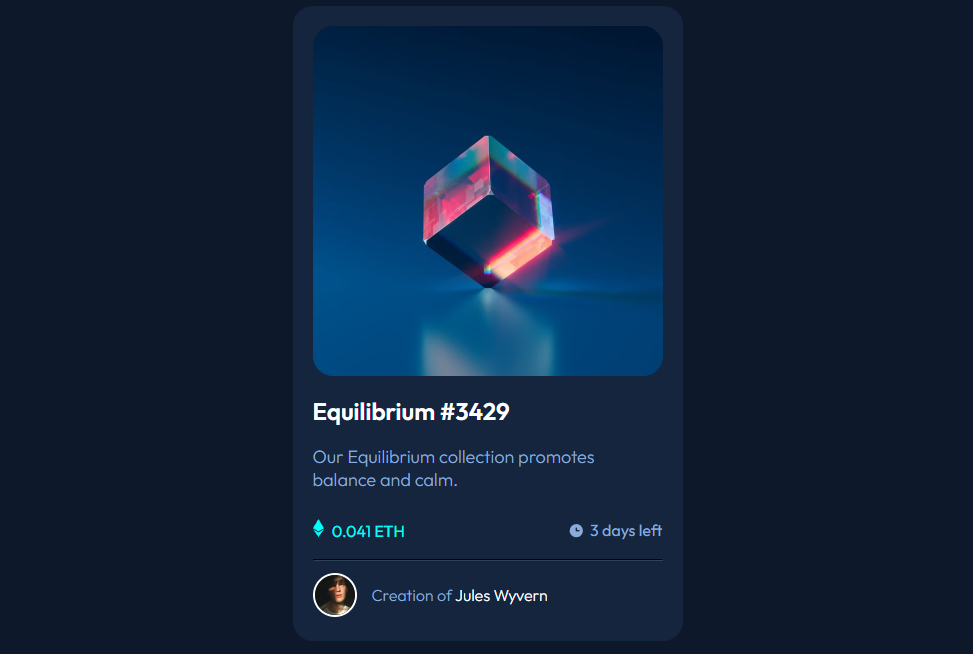 Equilibrium #3429
Our Equilibrium collection promotes
balance and calm.
0.041 ETH
3 days left
Creation of Jules Wyvern